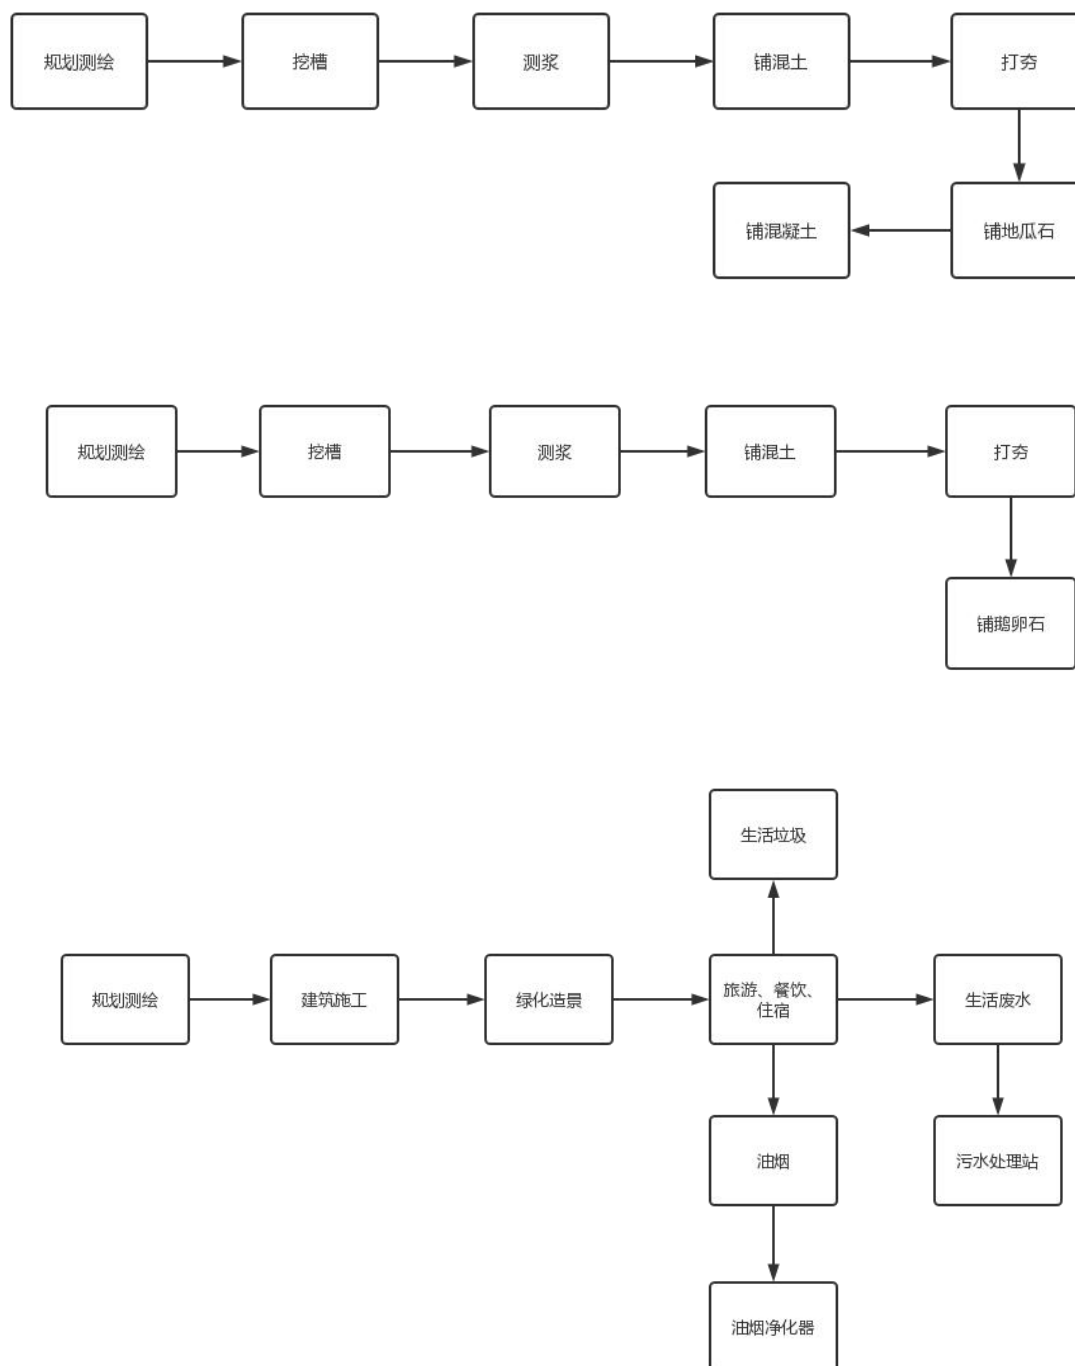 规划测绘
挖槽
测浆
铺混土
打夯
铺混凝土
铺地瓜石
规划测绘
挖槽
测浆
铺混土
打夯
铺鹅卵石
生活垃圾
规划测绘
建筑施工
绿化造景
旅游、餐饮、
住宿
生活废水
油烟
污水处理站
油烟净化器